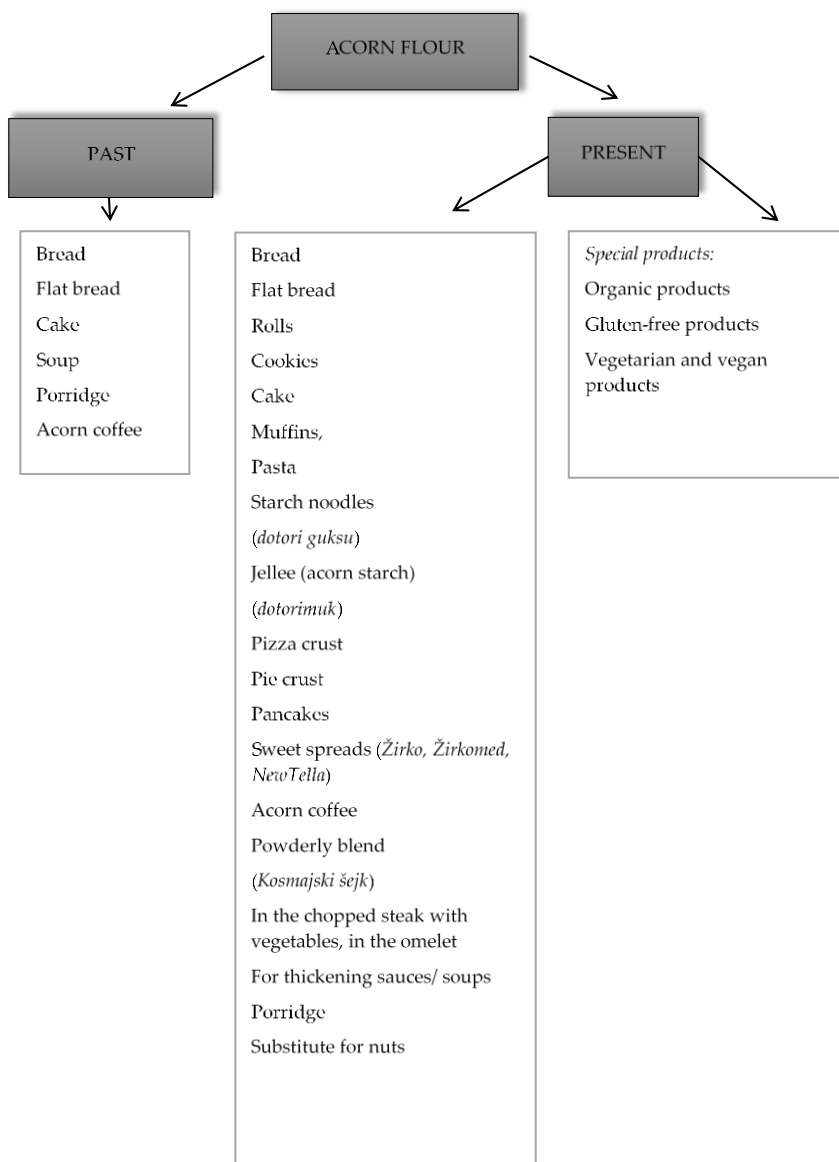 ACORN FLOUR
PAST
PRESENT
Bread
Flat bread
Cake
Soup
Porridge
Acorn coffee
Bread
Flat bread
Rolls
Cookies
Cake
Muffins,
Pasta
Starch noodles
(dotori guksu)
Jellee (acorn starch)
(dotorimuk)
Pizza crust
Pie crust
Pancakes
Sweet spreads (Žirko, Žirkomed,
NewTella)
Acorn coffee
Powderly blend
(Kosmajski šejk)
In the chopped steak with
vegetables, in the omelet
For thickening sauces/ soups
Porridge
Substitute for nuts
Special products:
Organic products
Gluten-free products
Vegetarian and vegan
products